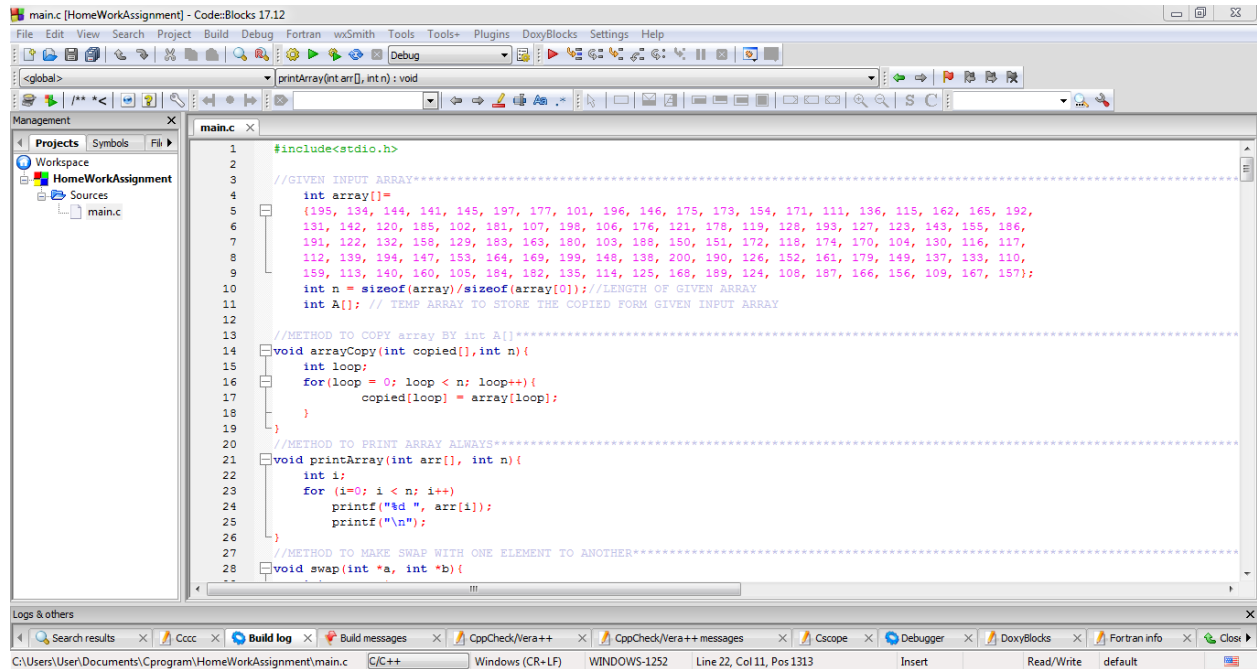 main.c [HomeWorkAssignment] - Code::Blocks 17.12
File Edit View Search Project Build Debug Fortran wxSmith Tools Tools+ Plugins DoxyBlocks Settings Help
Debug
<global>
printArray(int arr[], int n) : void
/** *<
S C
Management
Projects Symbols
Workspace
HomeWorkAssignment
Sources
main.c
main.c
1 #include<stdio.h>
2
3 //GIVEN INPUT ARRAY********************************************************************************
4 int array[]=
5 {195, 134, 144, 141, 145, 197, 177, 101, 196, 146, 175, 173, 154, 171, 111, 136, 115, 162, 165, 192,
6 131, 142, 120, 185, 102, 181, 107, 198, 106, 176, 121, 178, 119, 128, 193, 127, 123, 143, 155, 186,
7 191, 122, 132, 158, 129, 183, 163, 180, 103, 188, 150, 151, 172, 118, 174, 170, 104, 130, 116, 117,
8 112, 139, 194, 147, 153, 164, 169, 199, 148, 138, 200, 190, 126, 152, 161, 179, 149, 137, 133, 110,
9 159, 113, 140, 160, 105, 184, 182, 135, 114, 125, 168, 189, 124, 108, 187, 166, 156, 109, 167, 157};
10 int n = sizeof(array)/sizeof(array[0]);//LENGTH OF GIVEN ARRAY
11 int A[]; // TEMP ARRAY TO STORE THE COPIED FORM GIVEN INPUT ARRAY
12
13 //METHOD TO COPY array BY int A[]********************************************************************************
14 void arrayCopy(int copied[],int n){
15 int loop;
16 for(loop = 0; loop < n; loop++){
17 copied[loop] = array[loop];
18 }
19 }
20 //METHOD TO PRINT ARRAY ALWAYS********************************************************************************
21 void printArray(int arr[], int n){
22 int i;
23 for (i=0; i < n; i++)
24 printf("%d ", arr[i]);
25 printf("\n");
26 }
27 //METHOD TO MAKE SWAP WITH ONE ELEMENT TO ANOTHER********************************************************************************
28 void swap(int *a, int *b){
Logs & others
Search results Cccc Build log Build messages CppCheck/Vera++ CppCheck/Vera++ messages Cscope Debugger DoxyBlocks Fortran info Close
C:\Users\User\Documents\Cprogram\HomeWorkAssignment\main.c C/C++ Windows (CR+LF) WINDOWS-1252 Line 22, Col 11, Pos 1313 Insert Read/Write default